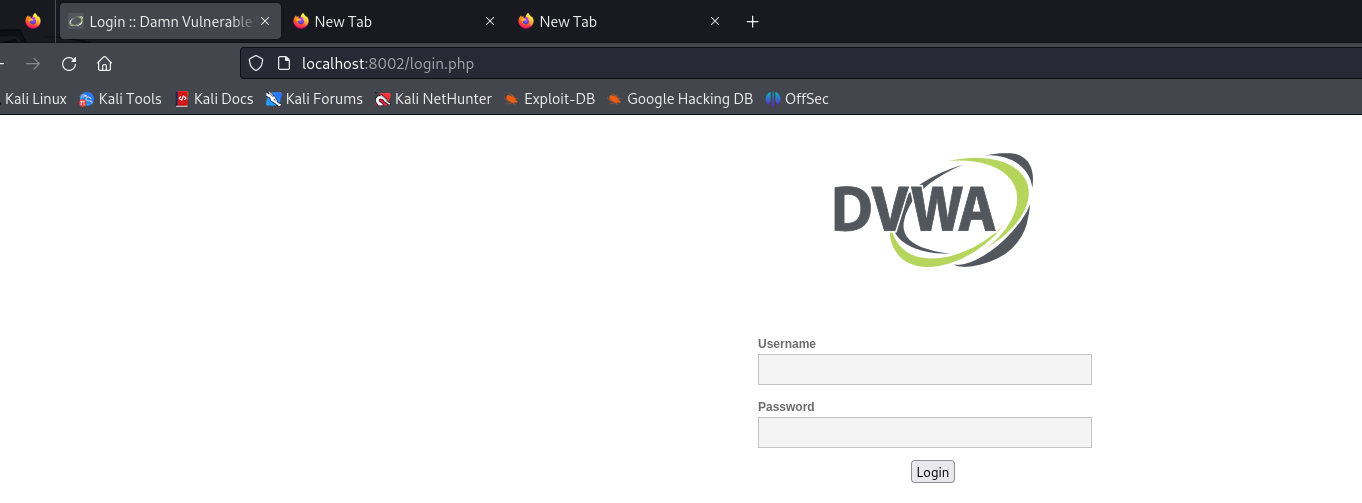 Login :: Damn Vulnerable New Tab New Tab
localhost:8002/login.php
Kali Linux Kali Tools Kali Docs Kali Forums Kali NetHunter Exploit-DB Google Hacking DB OffSec
DVWA
Username
Password
Login